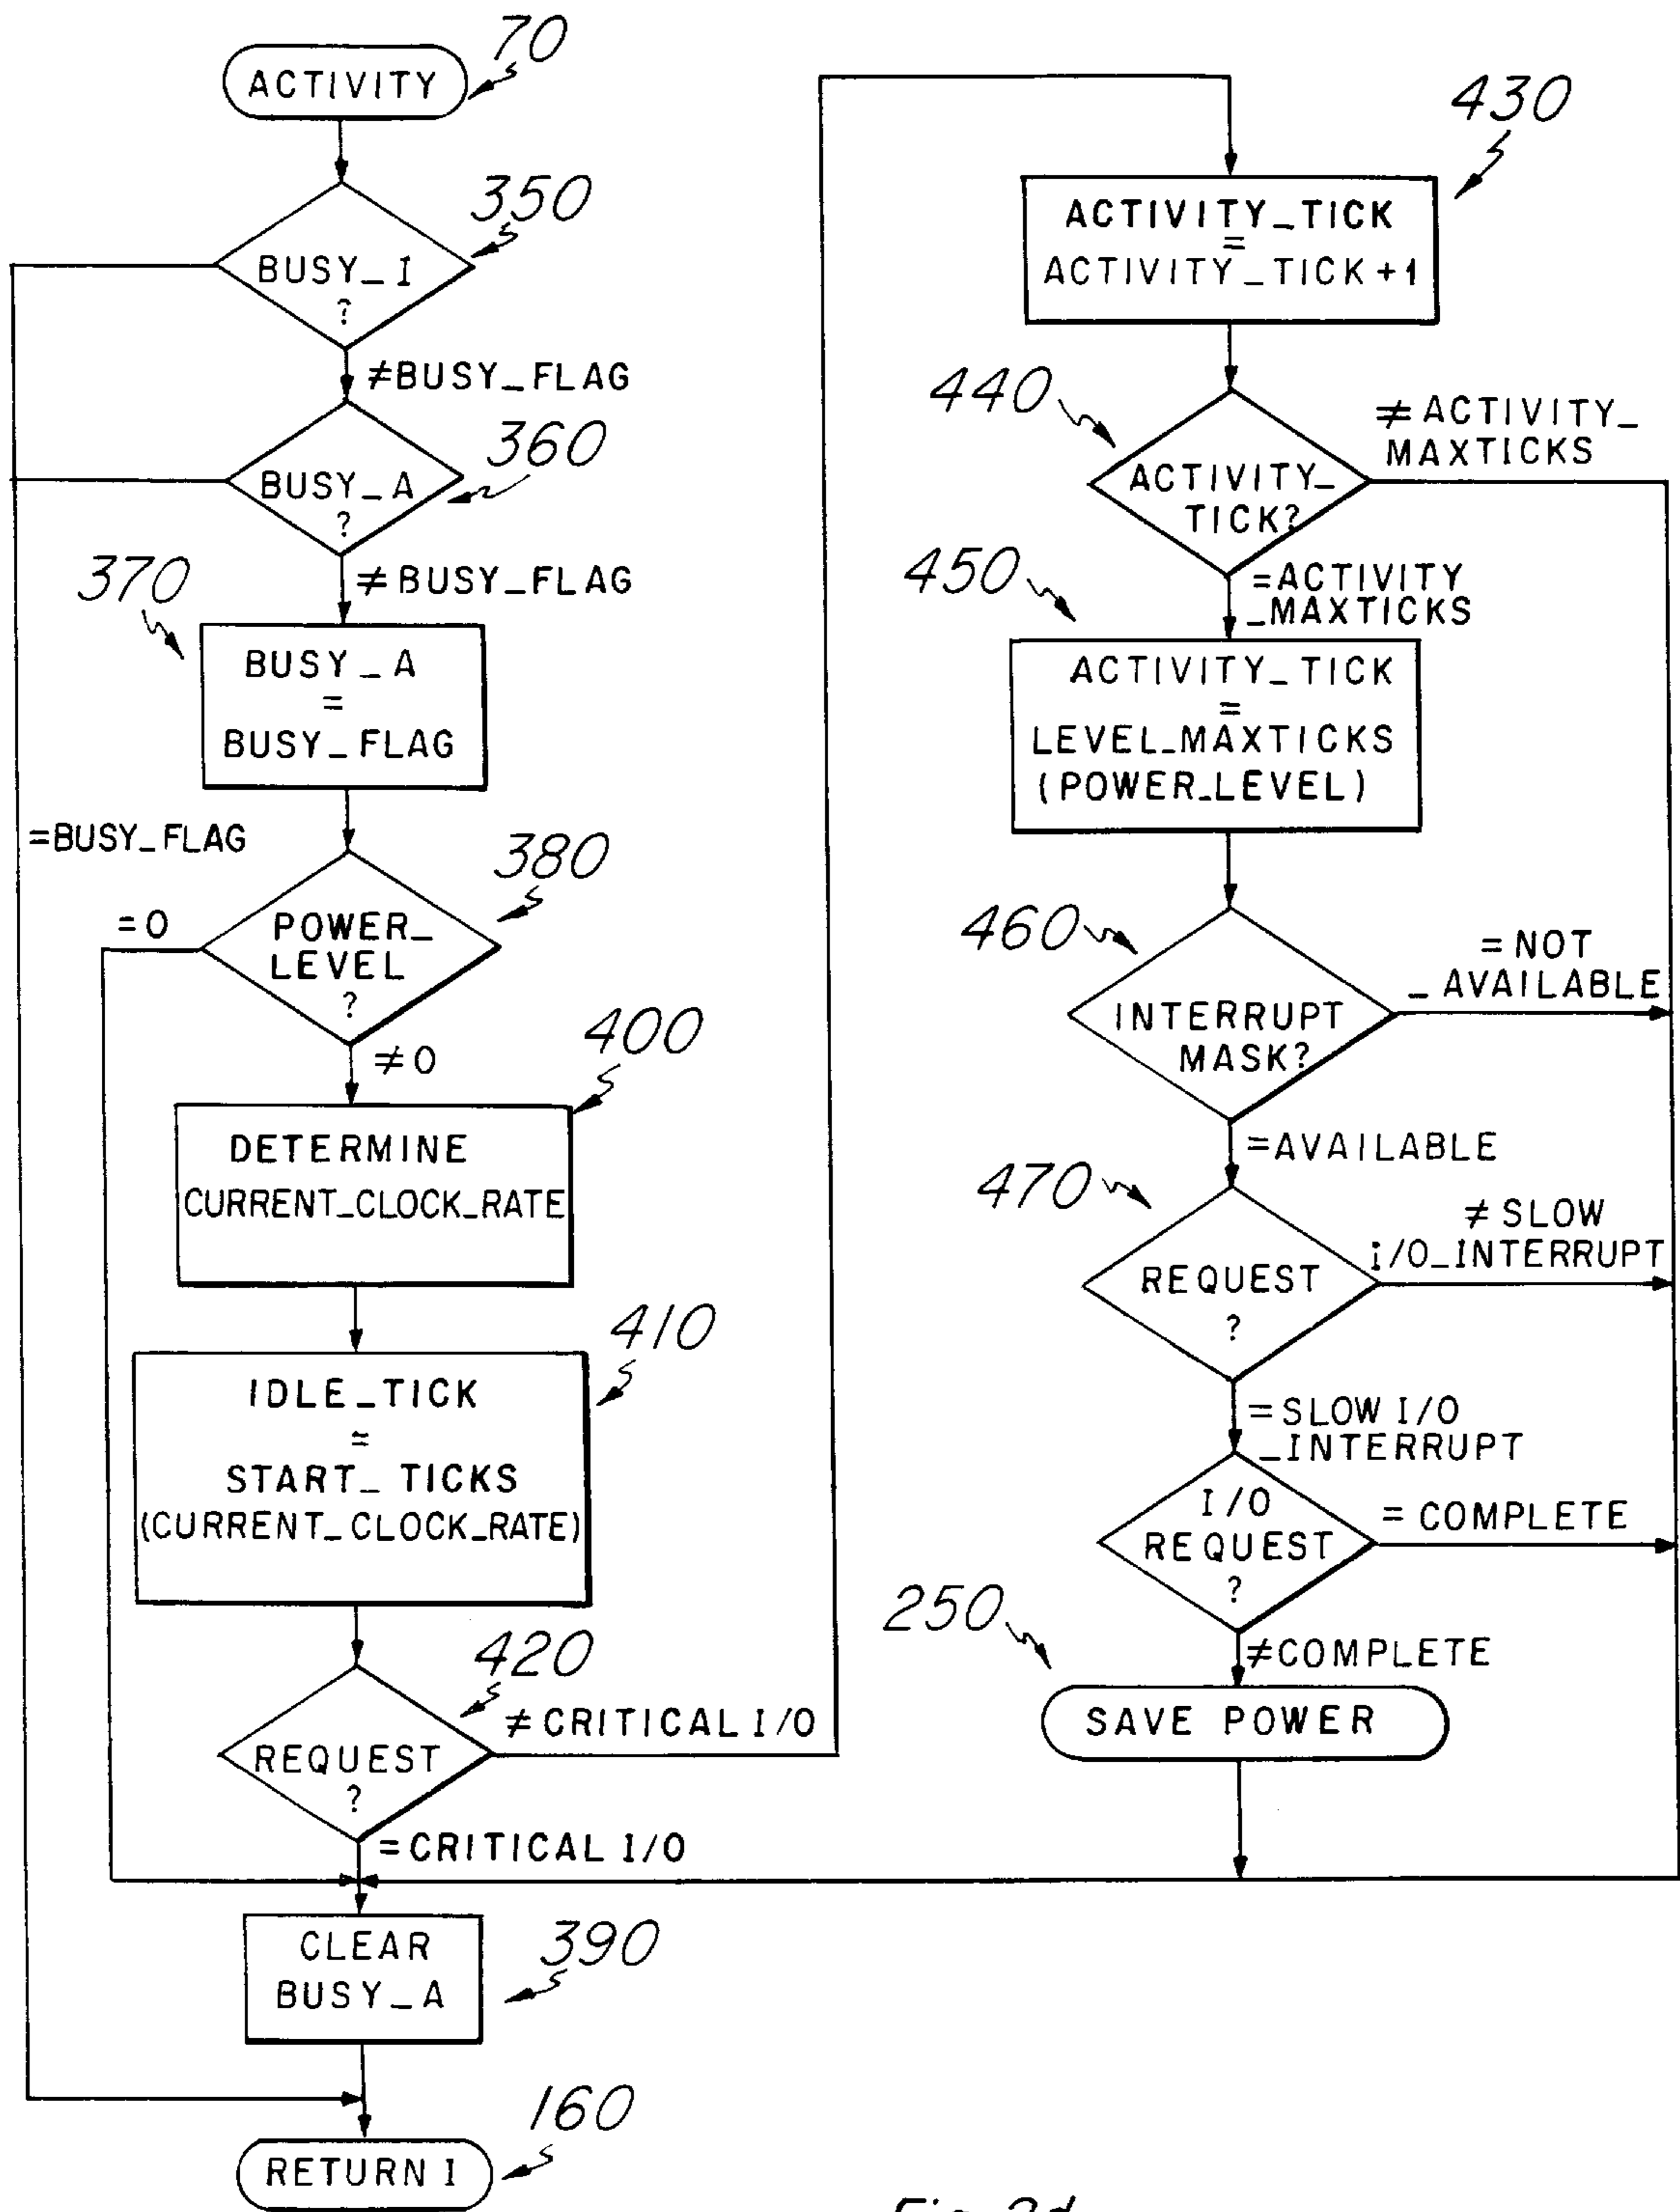 ACTIVITY
70
BUSY_I
?
350
≠BUSY_FLAG
BUSY_A
?
360
≠BUSY_FLAG
370
BUSY_A
=
BUSY_FLAG
=BUSY_FLAG
380
=0
POWER_
LEVEL
?
≠0
400
DETERMINE
CURRENT_CLOCK_RATE
410
IDLE_TICK
=
START_TICKS
(CURRENT_CLOCK_RATE)
420
REQUEST
?
≠CRITICAL I/O
=CRITICAL I/O
CLEAR
BUSY_A
390
160
RETURN I
430
ACTIVITY_TICK
=
ACTIVITY_TICK+1
440
ACTIVITY_
TICK?
≠ACTIVITY_
MAXTICKS
=ACTIVITY
_MAXTICKS
450
ACTIVITY_TICK
=
LEVEL_MAXTICKS
(POWER_LEVEL)
460
INTERRUPT
MASK?
=NOT
_AVAILABLE
=AVAILABLE
470
REQUEST
?
≠SLOW
i/O_INTERRUPT
=SLOW I/O
_INTERRUPT
I/O
REQUEST
?
=COMPLETE
≠COMPLETE
250
SAVE POWER